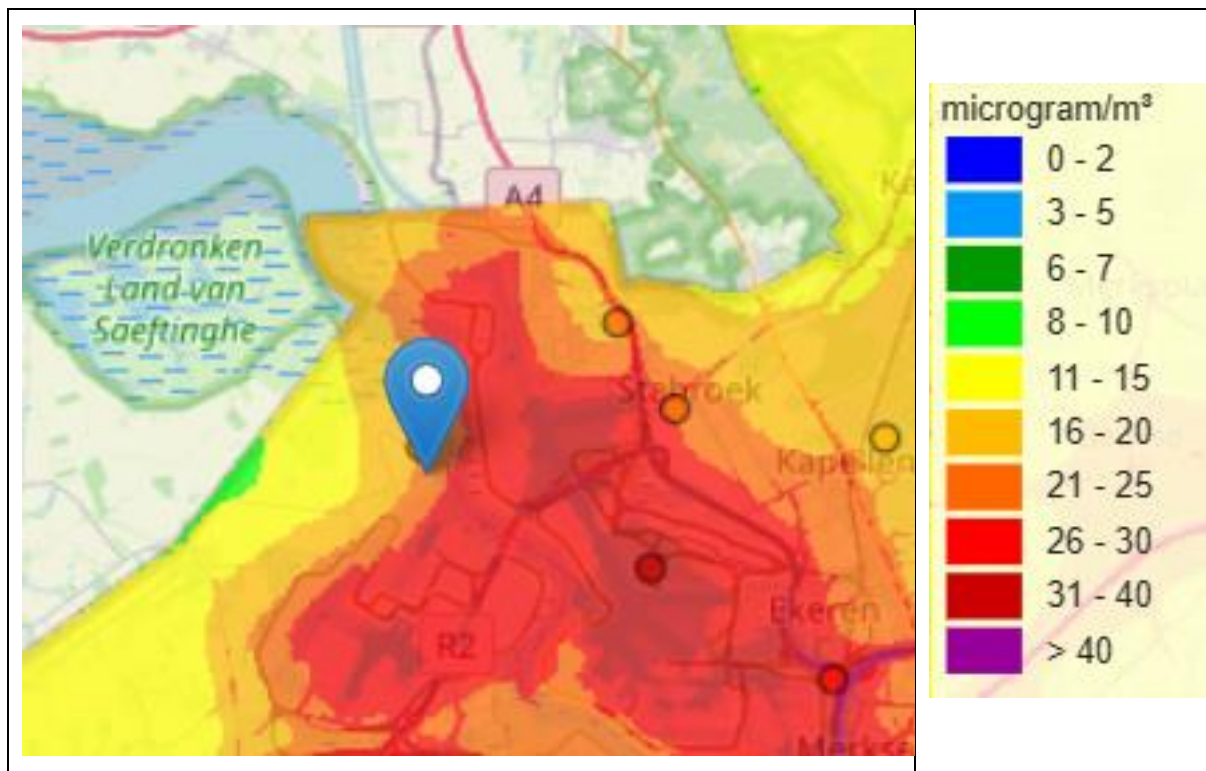 A4
Verdronken
Land van
Saeftinghe
Stabroek
Kapellen
Ekeren
R2
Merkse
microgram/m³
0 - 2
3 - 5
6 - 7
8 - 10
11 - 15
16 - 20
21 - 25
26 - 30
31 - 40
> 40